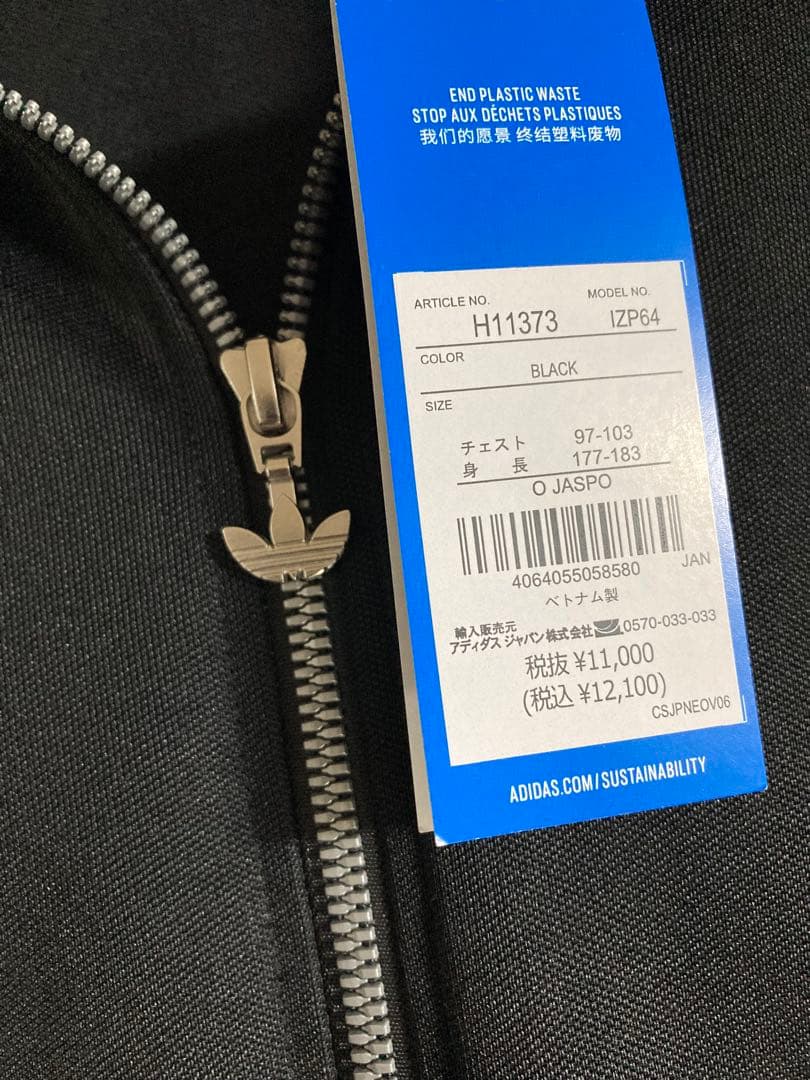 END PLASTIC WASTE
STOP AUX DÉCHETS PLASTIQUES
我们的愿景 终结塑料废物
ARTICLE NO. MODEL NO.
H11373 IZP64
COLOR
BLACK
SIZE
チェスト 97-103
身長 177-183
O JASPO
4064055058580 JAN
ベトナム製
輸入販売元
アディダス ジャパン株式会社 0570-033-033
税抜 ¥11,000
(税込 ¥12,100)
CSJPNEOV06
ADIDAS.COM/SUSTAINABILITY